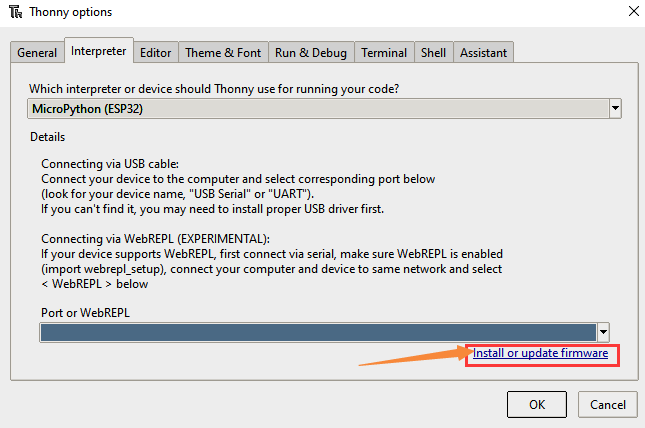 Thonny options
General Interpreter Editor Theme & Font Run & Debug Terminal Shell Assistant
Which interpreter or device should Thonny use for running your code?
MicroPython (ESP32)
Details
Connecting via USB cable:
Connect your device to the computer and select corresponding port below
(look for your device name, "USB Serial" or "UART").
If you can't find it, you may need to install proper USB driver first.
Connecting via WebREPL (EXPERIMENTAL):
If your device supports WebREPL, first connect via serial, make sure WebREPL is enabled
(import webrepl_setup), connect your computer and device to same network and select
< WebREPL > below
Port or WebREPL
Install or update firmware
OK Cancel